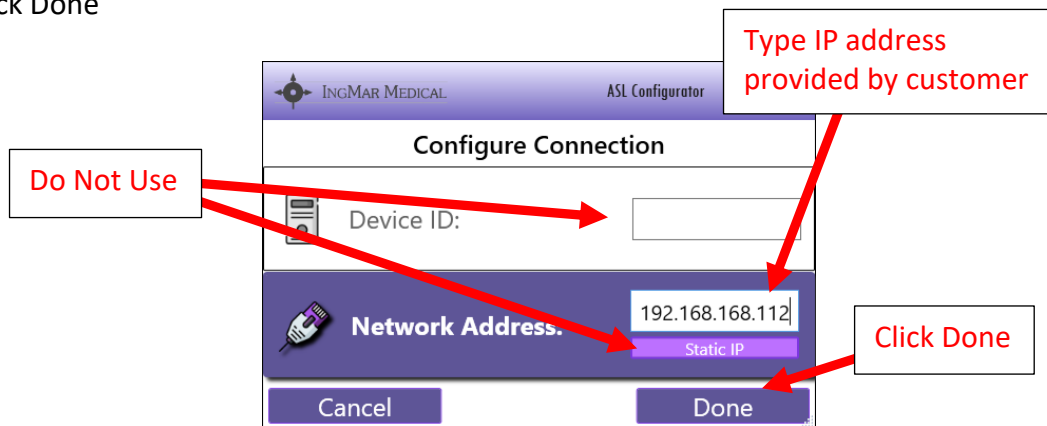 ck Done
Type IP address
provided by customer
INGMAR MEDICAL
ASL Configurator
Configure Connection
Do Not Use
Device ID:
192.168.168.112
Network Address:
Static IP
Click Done
Cancel
Done